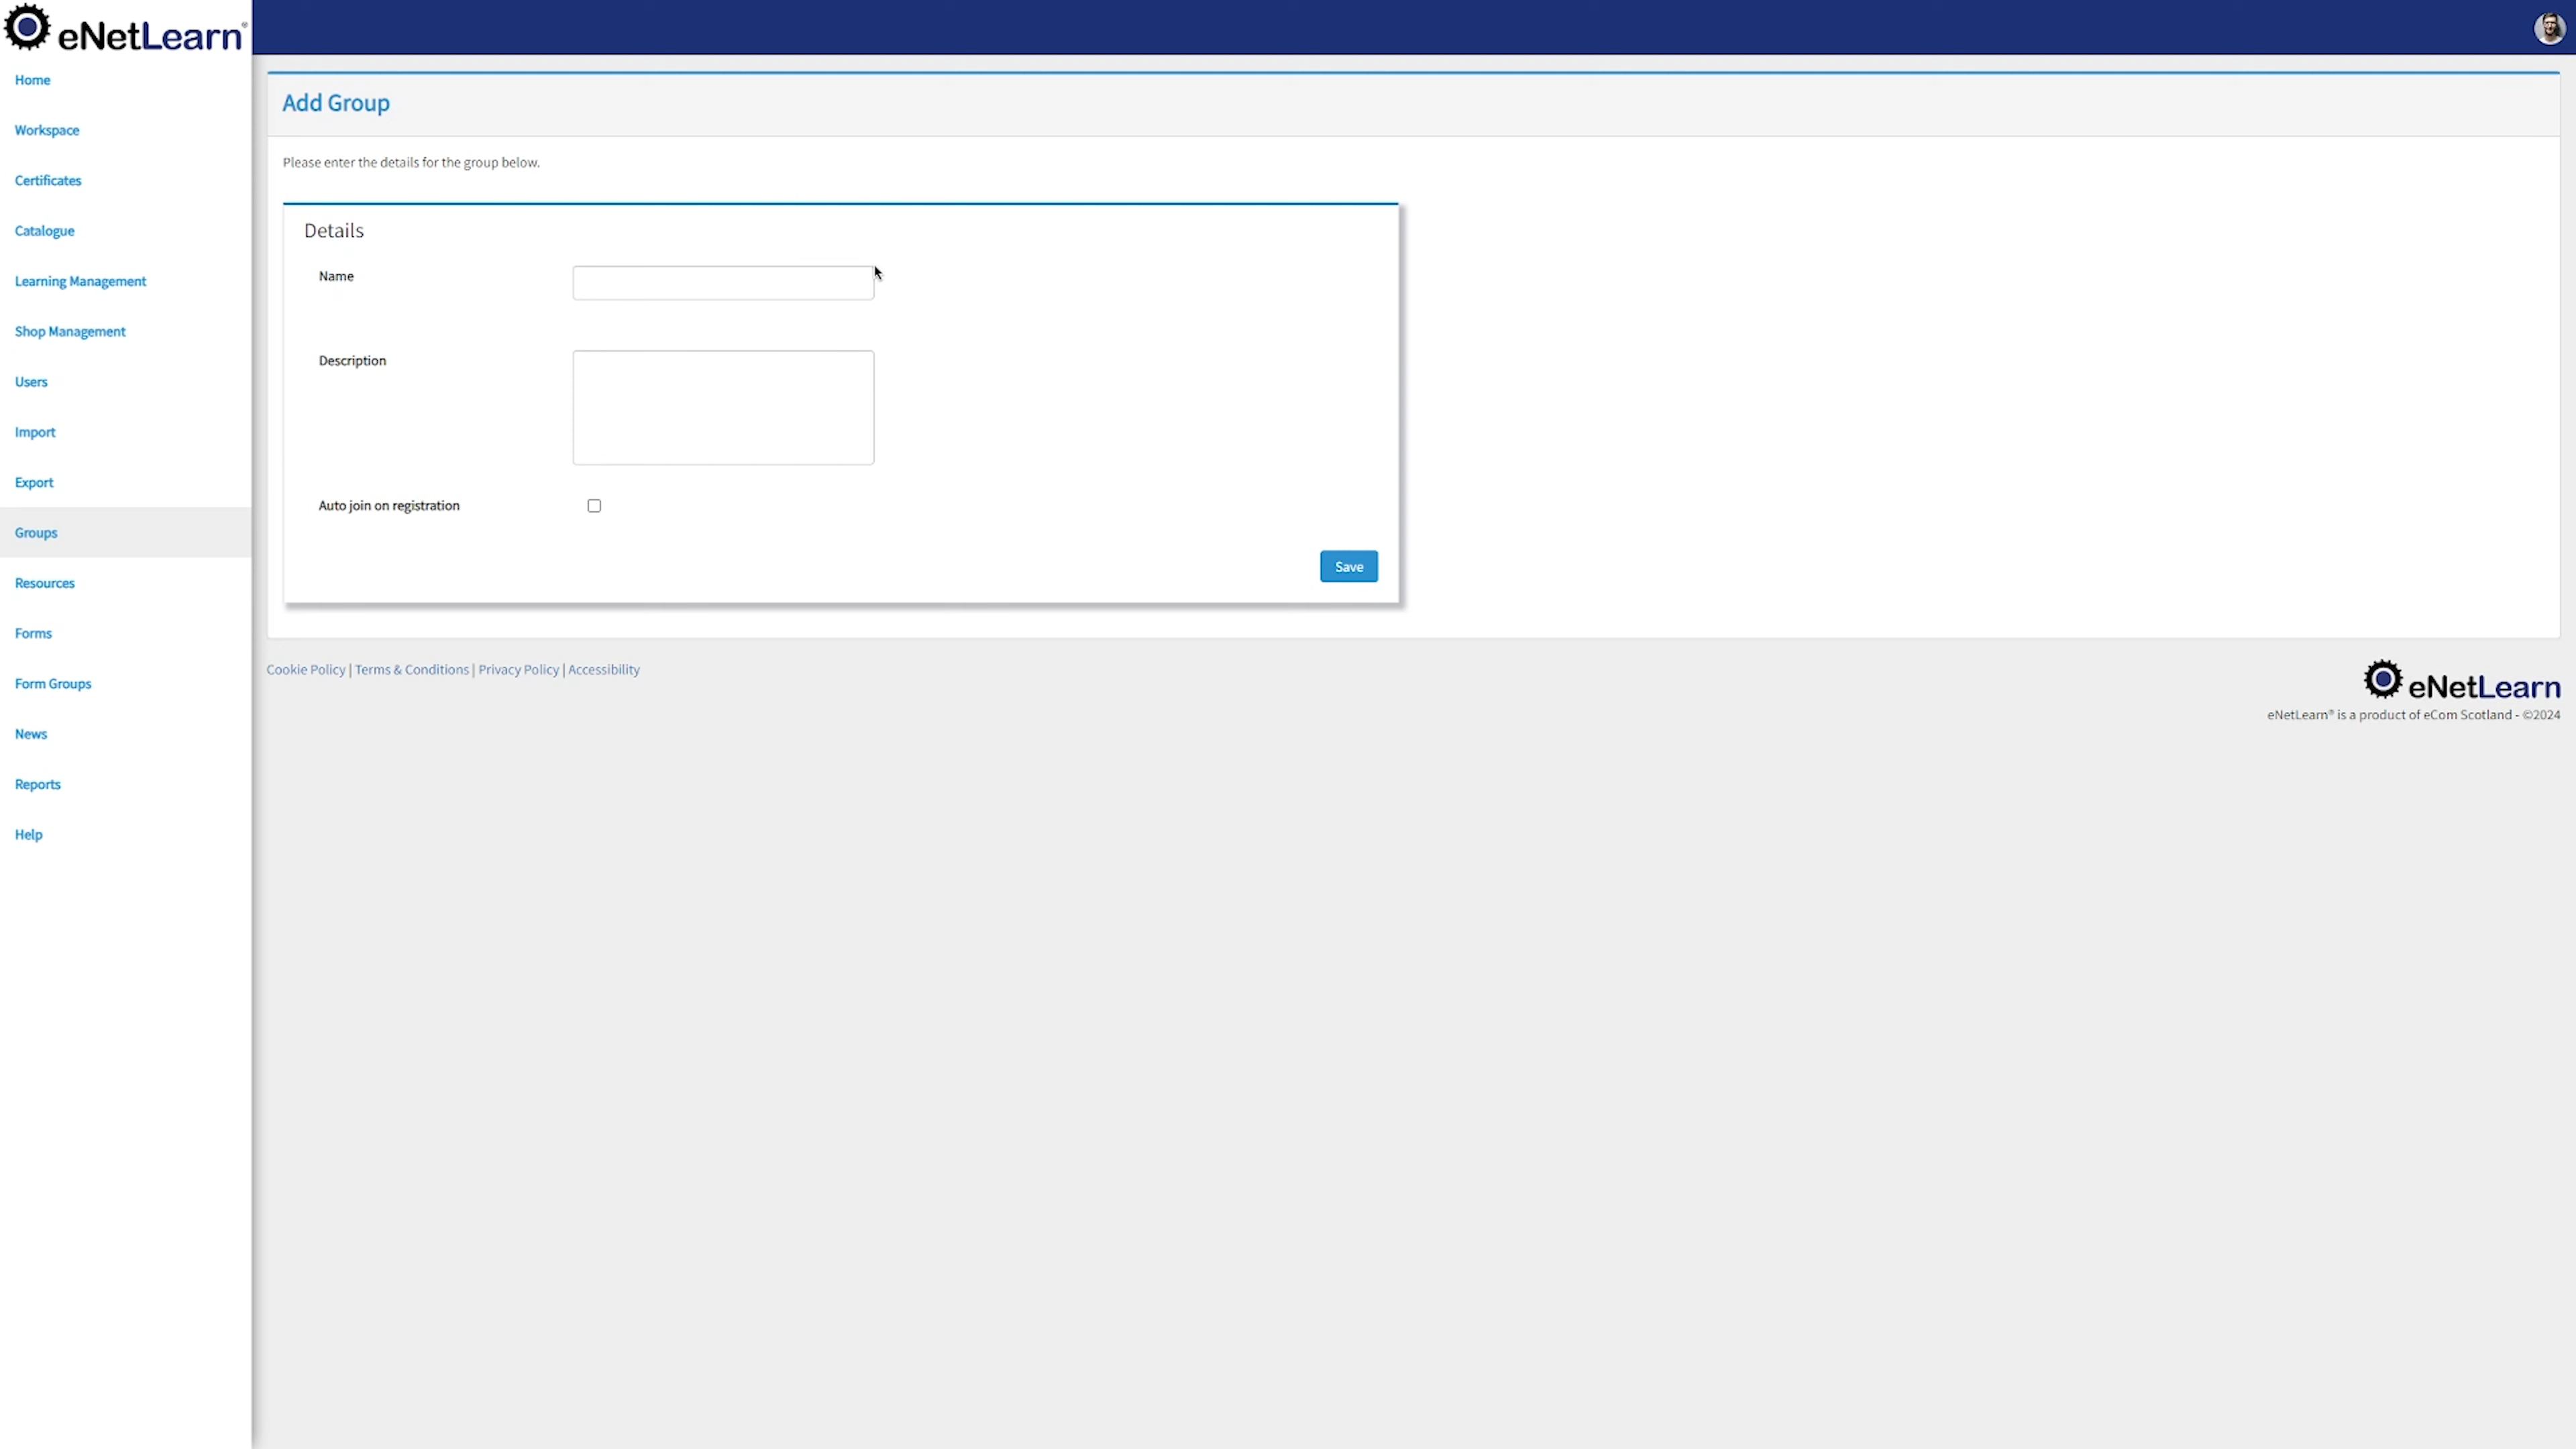 eNetLearn®
Home
Workspace
Certificates
Catalogue
Learning Management
Shop Management
Users
Import
Export
Groups
Resources
Forms
Form Groups
News
Reports
Help
Add Group
Please enter the details for the group below.
Details
Name
Description
Auto join on registration
Save
Cookie Policy | Terms & Conditions | Privacy Policy | Accessibility
eNetLearn
eNetLearn® is a product of eCom Scotland - ©2024